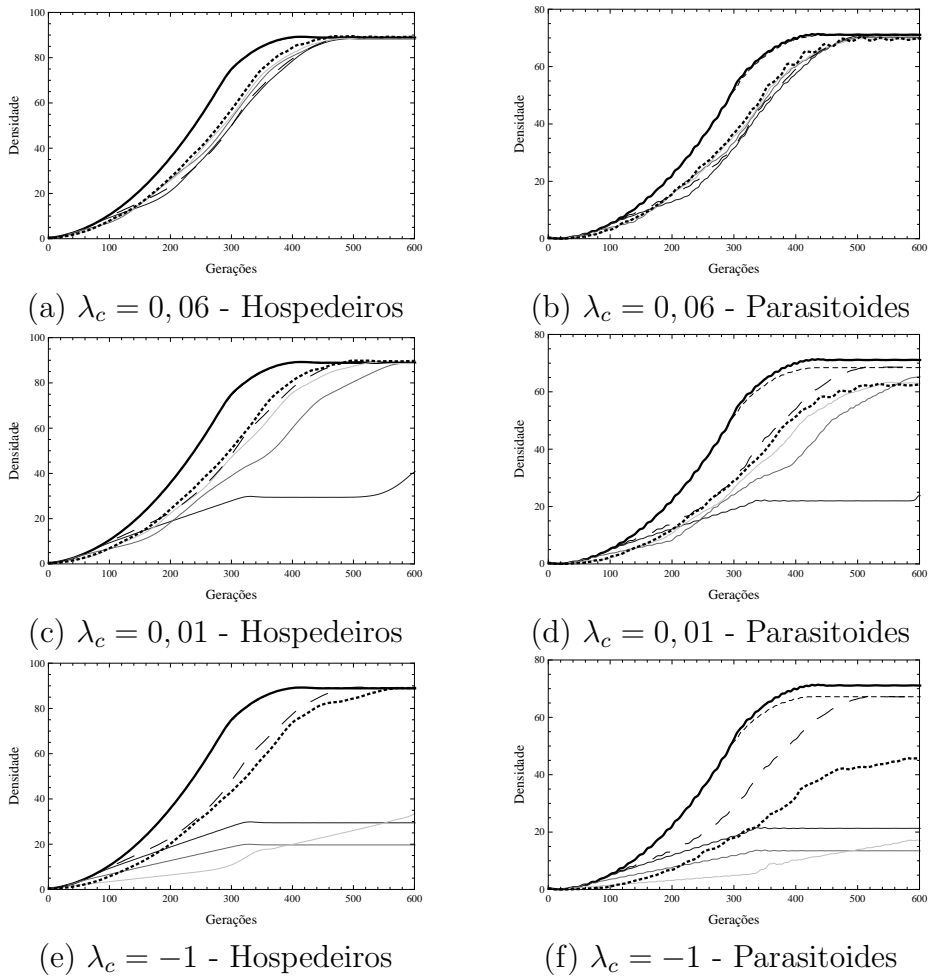 100
80
60
40
20
0
Densidade
0 100 200 300 400 500 600
Gerações
(a) λc = 0, 06 - Hospedeiros
80
60
40
20
0
Densidade
0 100 200 300 400 500 600
Gerações
(b) λc = 0, 06 - Parasitoides
100
80
60
40
20
0
Densidade
0 100 200 300 400 500 600
Gerações
(c) λc = 0, 01 - Hospedeiros
80
60
40
20
0
Densidade
0 100 200 300 400 500 600
Gerações
(d) λc = 0, 01 - Parasitoides
100
80
60
40
20
0
Densidade
0 100 200 300 400 500 600
Gerações
(e) λc = −1 - Hospedeiros
80
60
40
20
0
Densidade
0 100 200 300 400 500 600
Gerações
(f) λc = −1 - Parasitoides